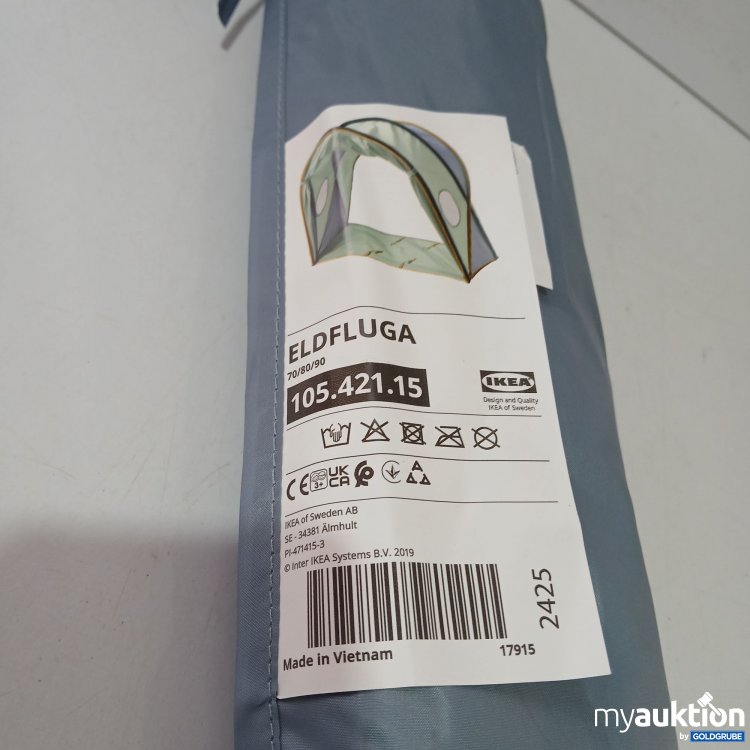 ELDFLUGA
70/80/90
105.421.15
IKEA
Design and Quality
IKEA of Sweden
CE
3+
UK
CA
IKEA of Sweden AB
SE - 34381 Älmhult
PI-471415-3
© Inter IKEA Systems B.V. 2019
2425
Made in Vietnam
17915
myauktion
by GOLDGRUBE